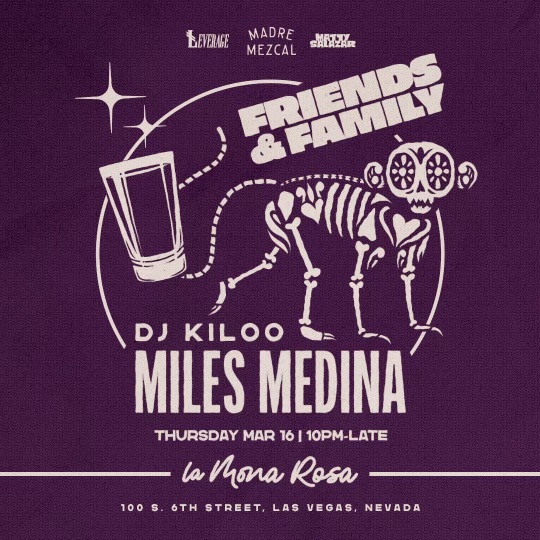 LEVERAGE
MADRE
MEZCAL
MATTY
SALAZAR
FRIENDS
& FAMILY
DJ KILOO
MILES MEDINA
THURSDAY MAR 16 | 10PM-LATE
la Mona Rosa
100 S. 6TH STREET, LAS VEGAS, NEVADA